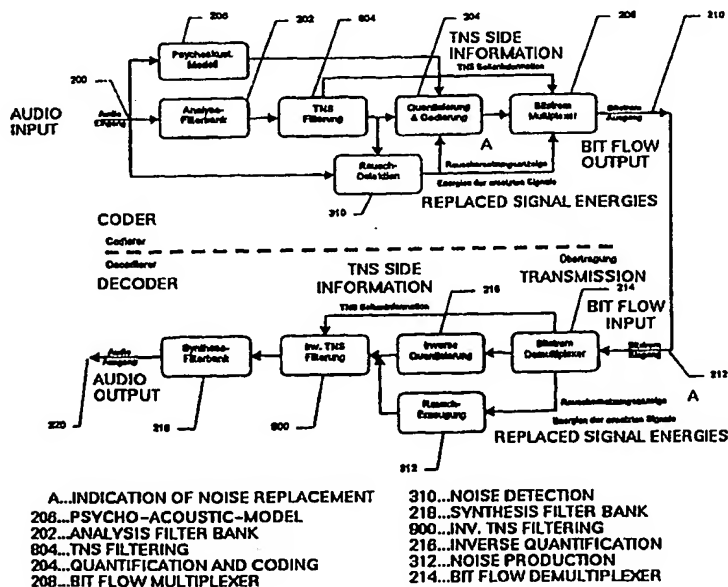 206
202
804
204
208
210
Psychoakust. Modell
TNS SIDE
INFORMATION
TNS Seiteninformation
200
AUDIO
INPUT
Audio
Eingang
Analyse-
Filterbank
TNS
Filterung
Quantisierung
& Codierung
Bitstrom
Multiplexer
Bitstrom
Ausgang
A
BIT FLOW
OUTPUT
Rausch-
Detektion
Rauschersetzungsanzeige
Energien der ersetzten Signale
310
REPLACED SIGNAL ENERGIES
CODER
Codierer
Decodierer
DECODER
Übertragung
TNS SIDE
INFORMATION
216
TRANSMISSION
214
TNS Seiteninformation
BIT FLOW
INPUT
Audio
Ausgang
Synthese-
Filterbank
Inv. TNS
Filterung
Inverse
Quantisierung
Bitstrom
Demultiplexer
Bitstrom
Eingang
212
AUDIO
OUTPUT
A
220
218
900
Rausch-
Erzeugung
Rauschersetzungsanzeige
Energien der ersetzten Signale
REPLACED SIGNAL ENERGIES
312
A...INDICATION OF NOISE REPLACEMENT
206...PSYCHO-ACOUSTIC-MODEL
202...ANALYSIS FILTER BANK
804...TNS FILTERING
204...QUANTIFICATION AND CODING
208...BIT FLOW MULTIPLEXER
310...NOISE DETECTION
218...SYNTHESIS FILTER BANK
900...INV. TNS FILTERING
216...INVERSE QUANTIFICATION
312...NOISE PRODUCTION
214...BIT FLOW DEMULTIPLEXER